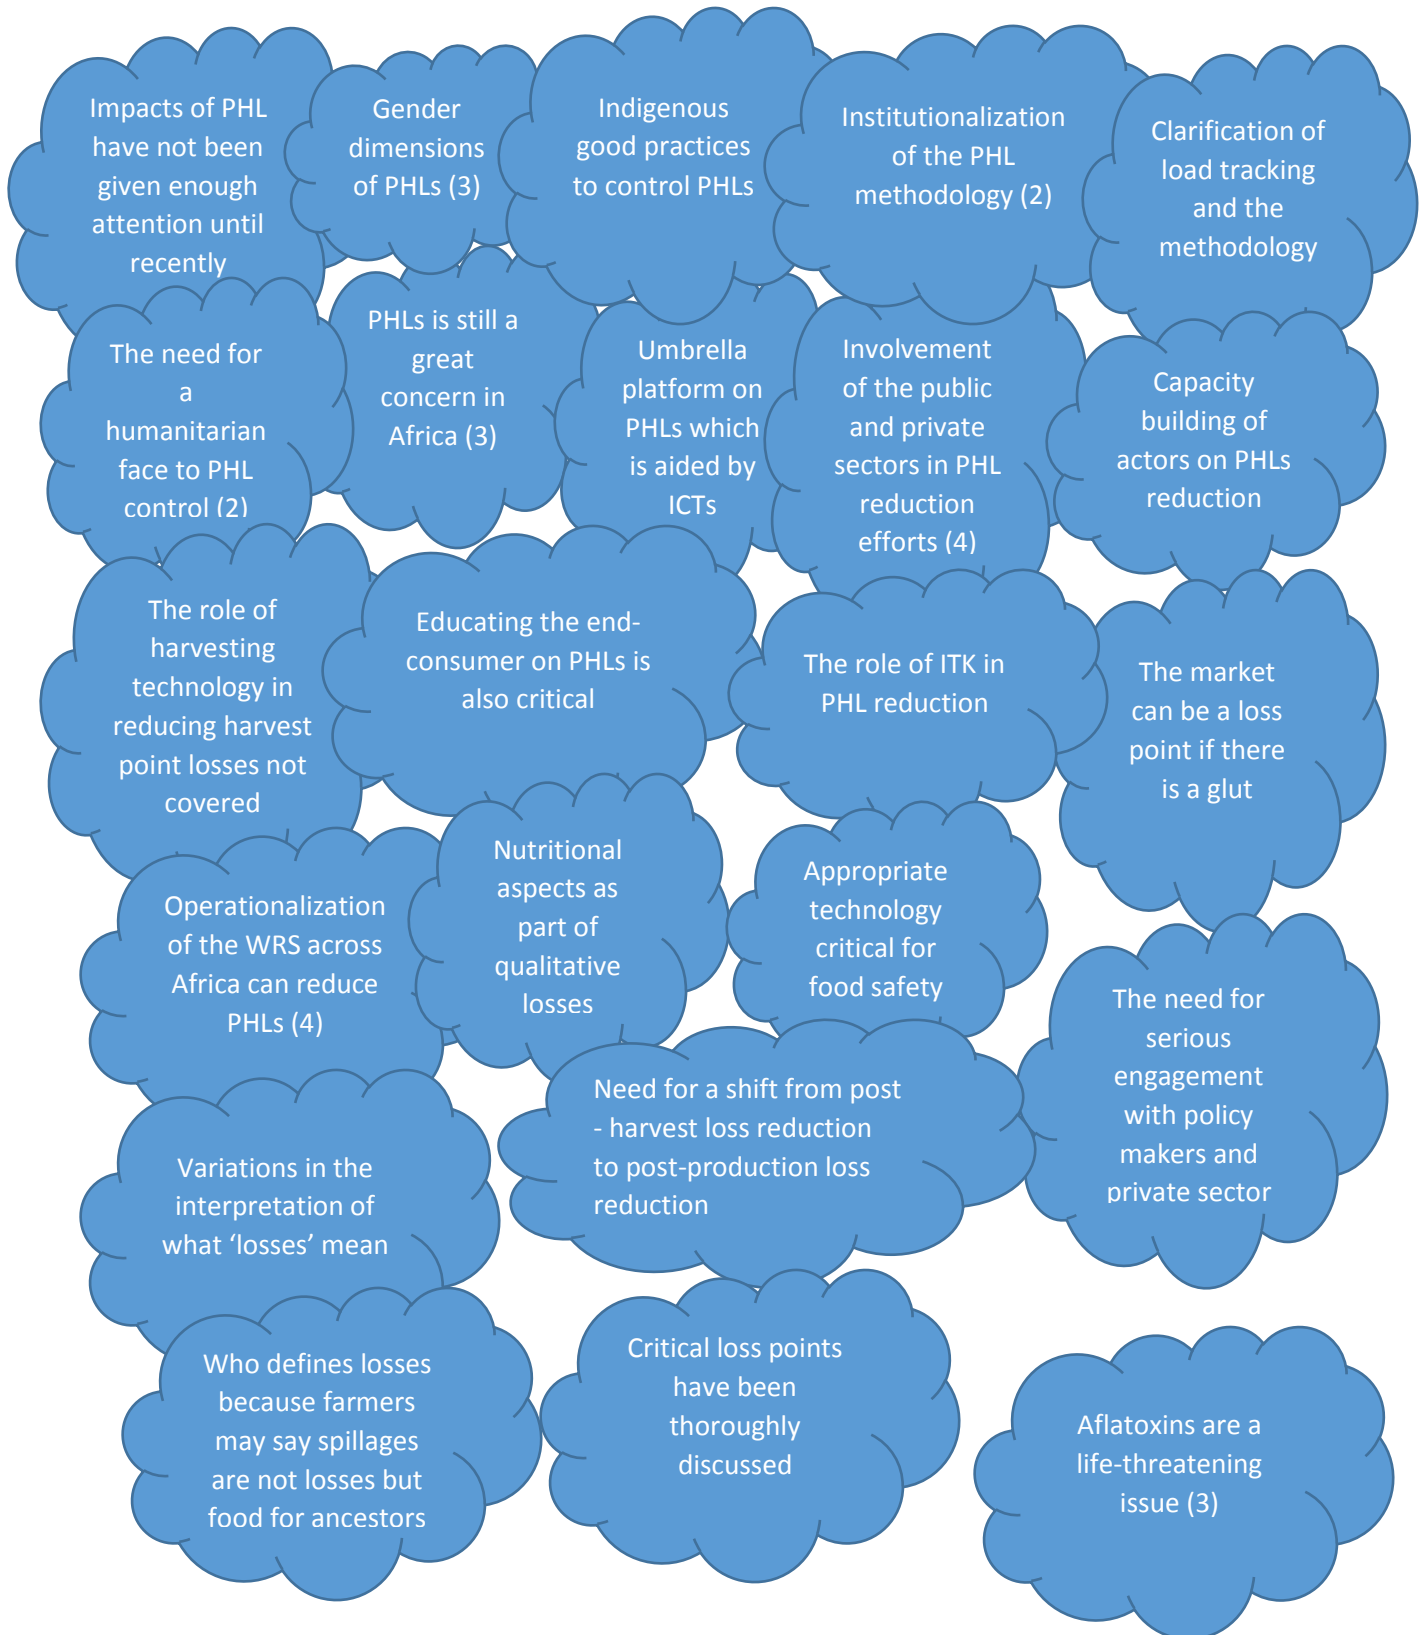 Impacts of PHL
have not been
given enough
attention until
recently
Gender
dimensions
of PHLs (3)
Indigenous
good practices
to control PHLs
Institutionalization
of the PHL
methodology (2)
Clarification of
load tracking
and the
methodology
The need for
a
humanitarian
face to PHL
control (2)
PHLs is still a
great
concern in
Africa (3)
Umbrella
platform on
PHLs which
is aided by
ICTs
Involvement
of the public
and private
sectors in PHL
reduction
efforts (4)
Capacity
building of
actors on PHLs
reduction
The role of
harvesting
technology in
reducing harvest
point losses not
covered
Educating the end-
consumer on PHLs is
also critical
The role of ITK in
PHL reduction
The market
can be a loss
point if there
is a glut
Operationalization
of the WRS across
Africa can reduce
PHLs (4)
Nutritional
aspects as
part of
qualitative
losses
Appropriate
technology
critical for
food safety
The need for
serious
engagement
with policy
makers and
private sector
Variations in the
interpretation of
what ‘losses’ mean
Need for a shift from post
- harvest loss reduction
to post-production loss
reduction
Who defines losses
because farmers
may say spillages
are not losses but
food for ancestors
Critical loss points
have been
thoroughly
discussed
Aflatoxins are a
life-threatening
issue (3)